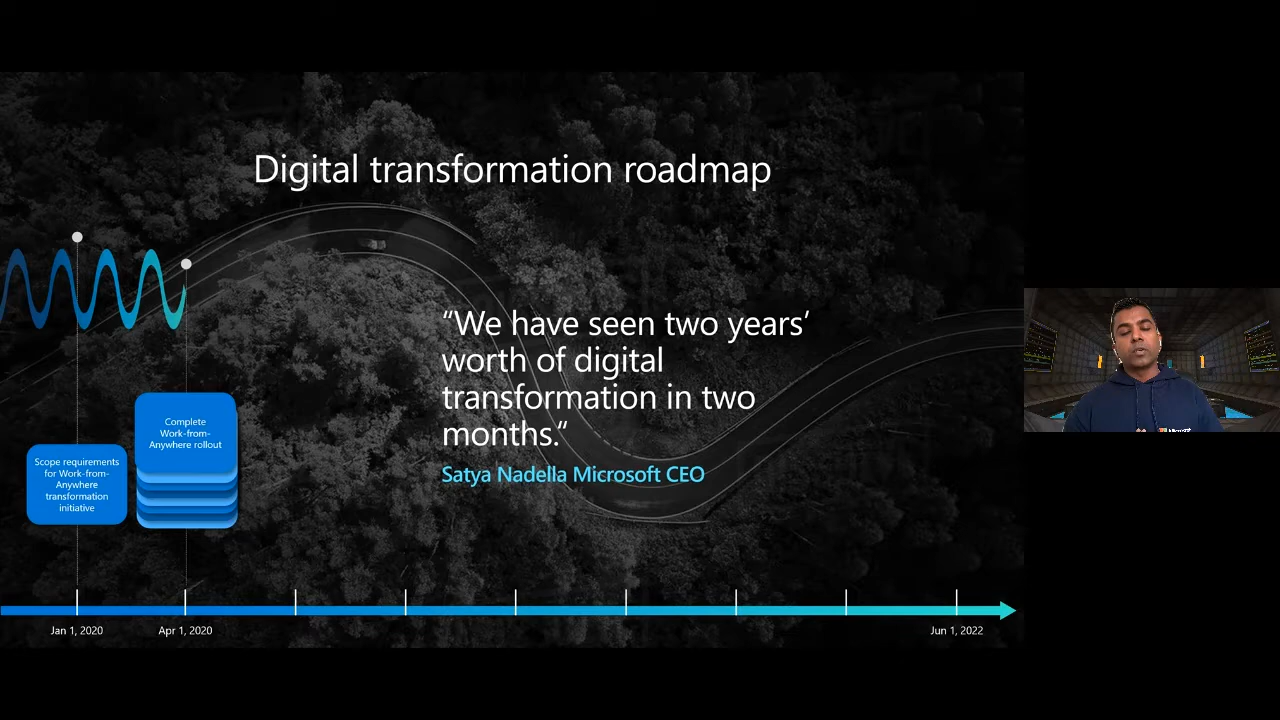 Digital transformation roadmap
“We have seen two years’
worth of digital
transformation in two
months.“
Satya Nadella Microsoft CEO
Complete
Work-from-
Anywhere rollout
Scope requirements
for Work-from-
Anywhere
transformation
initiative
Jan 1, 2020
Apr 1, 2020
Jun 1, 2022